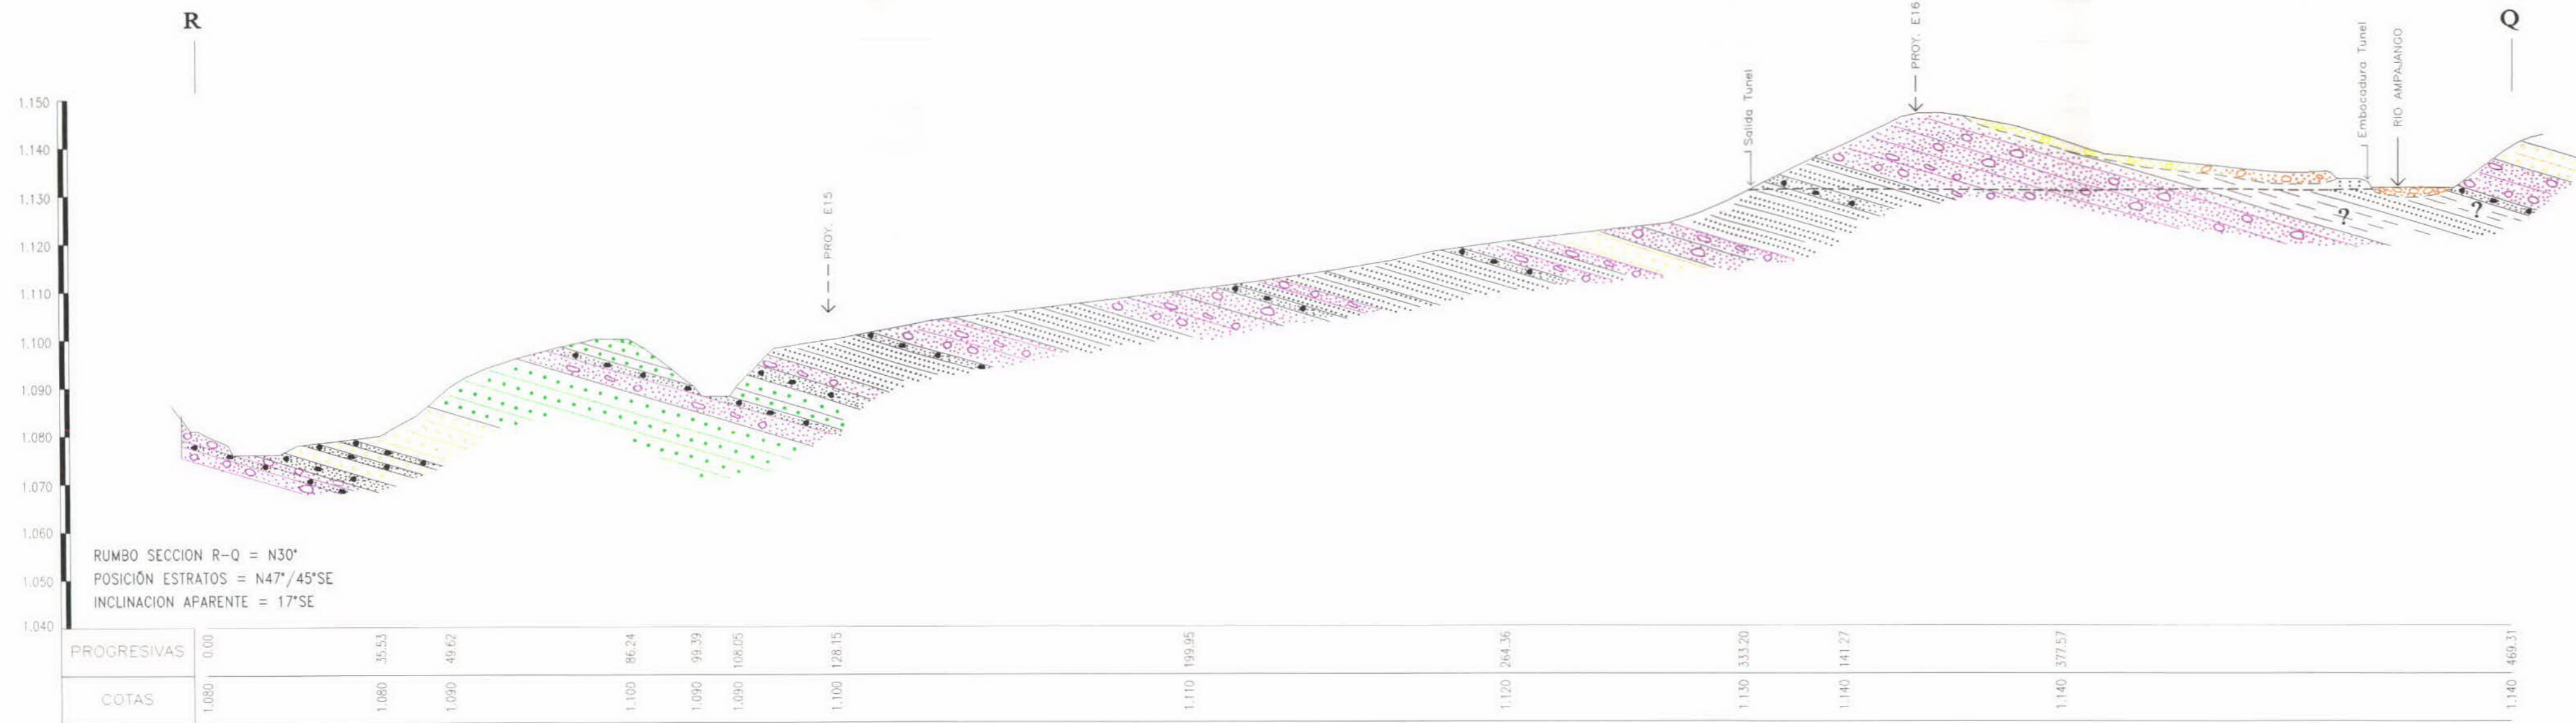 R
Q
PROY. E16
Embocadura Tunel
RIO AMPAJANGO
Salida Tunel
PROY. E15
1.150
1.140
1.130
1.120
1.110
1.100
1.090
1.080
1.070
1.060
1.050
1.040
?
?
RUMBO SECCION R-Q = N30°
POSICIÓN ESTRATOS = N47°/45°SE
INCLINACION APARENTE = 17°SE
PROGRESIVAS 0.00 35.53 49.62 86.24 99.39 108.05 128.15 199.95 264.36 333.20 141.27 377.57 469.31
COTAS 1.080 1.080 1.090 1.100 1.090 1.090 1.100 1.110 1.120 1.130 1.140 1.140 1.140